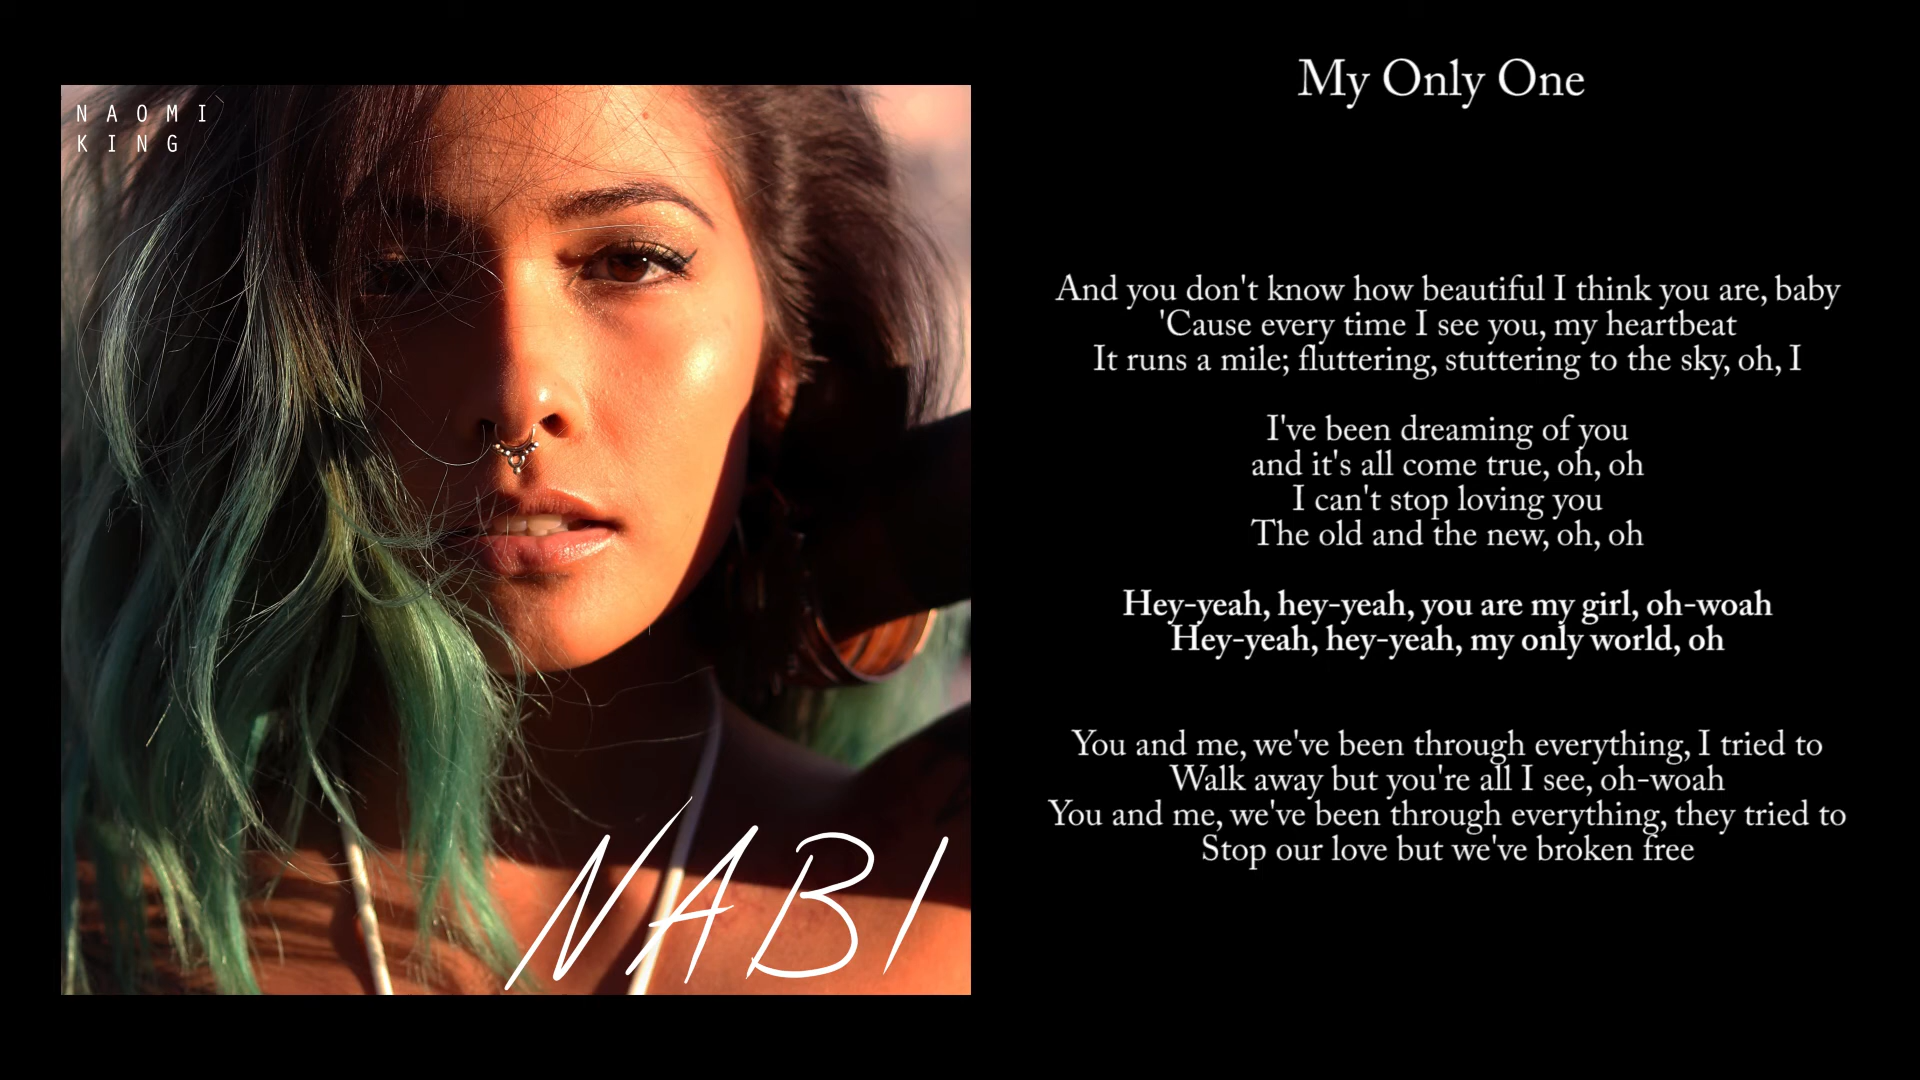 NAOMI
KING
NABI
My Only One
And you don't know how beautiful I think you are, baby
'Cause every time I see you, my heartbeat
It runs a mile; fluttering, stuttering to the sky, oh, I
I've been dreaming of you
and it's all come true, oh, oh
I can't stop loving you
The old and the new, oh, oh
Hey-yeah, hey-yeah, you are my girl, oh-woah
Hey-yeah, hey-yeah, my only world, oh
You and me, we've been through everything, I tried to
Walk away but you're all I see, oh-woah
You and me, we've been through everything, they tried to
Stop our love but we've broken free